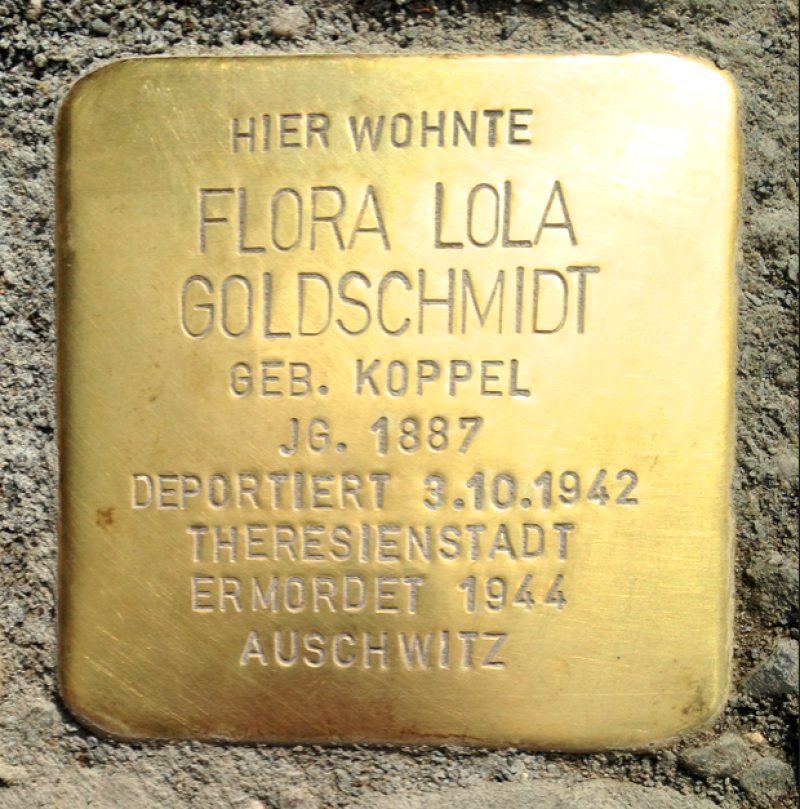 HIER WOHNTE
FLORA LOLA
GOLDSCHMIDT
GEB. KOPPEL
JG. 1887
DEPORTIERT 3.10.1942
THERESIENSTADT
ERMORDET 1944
AUSCHWITZ